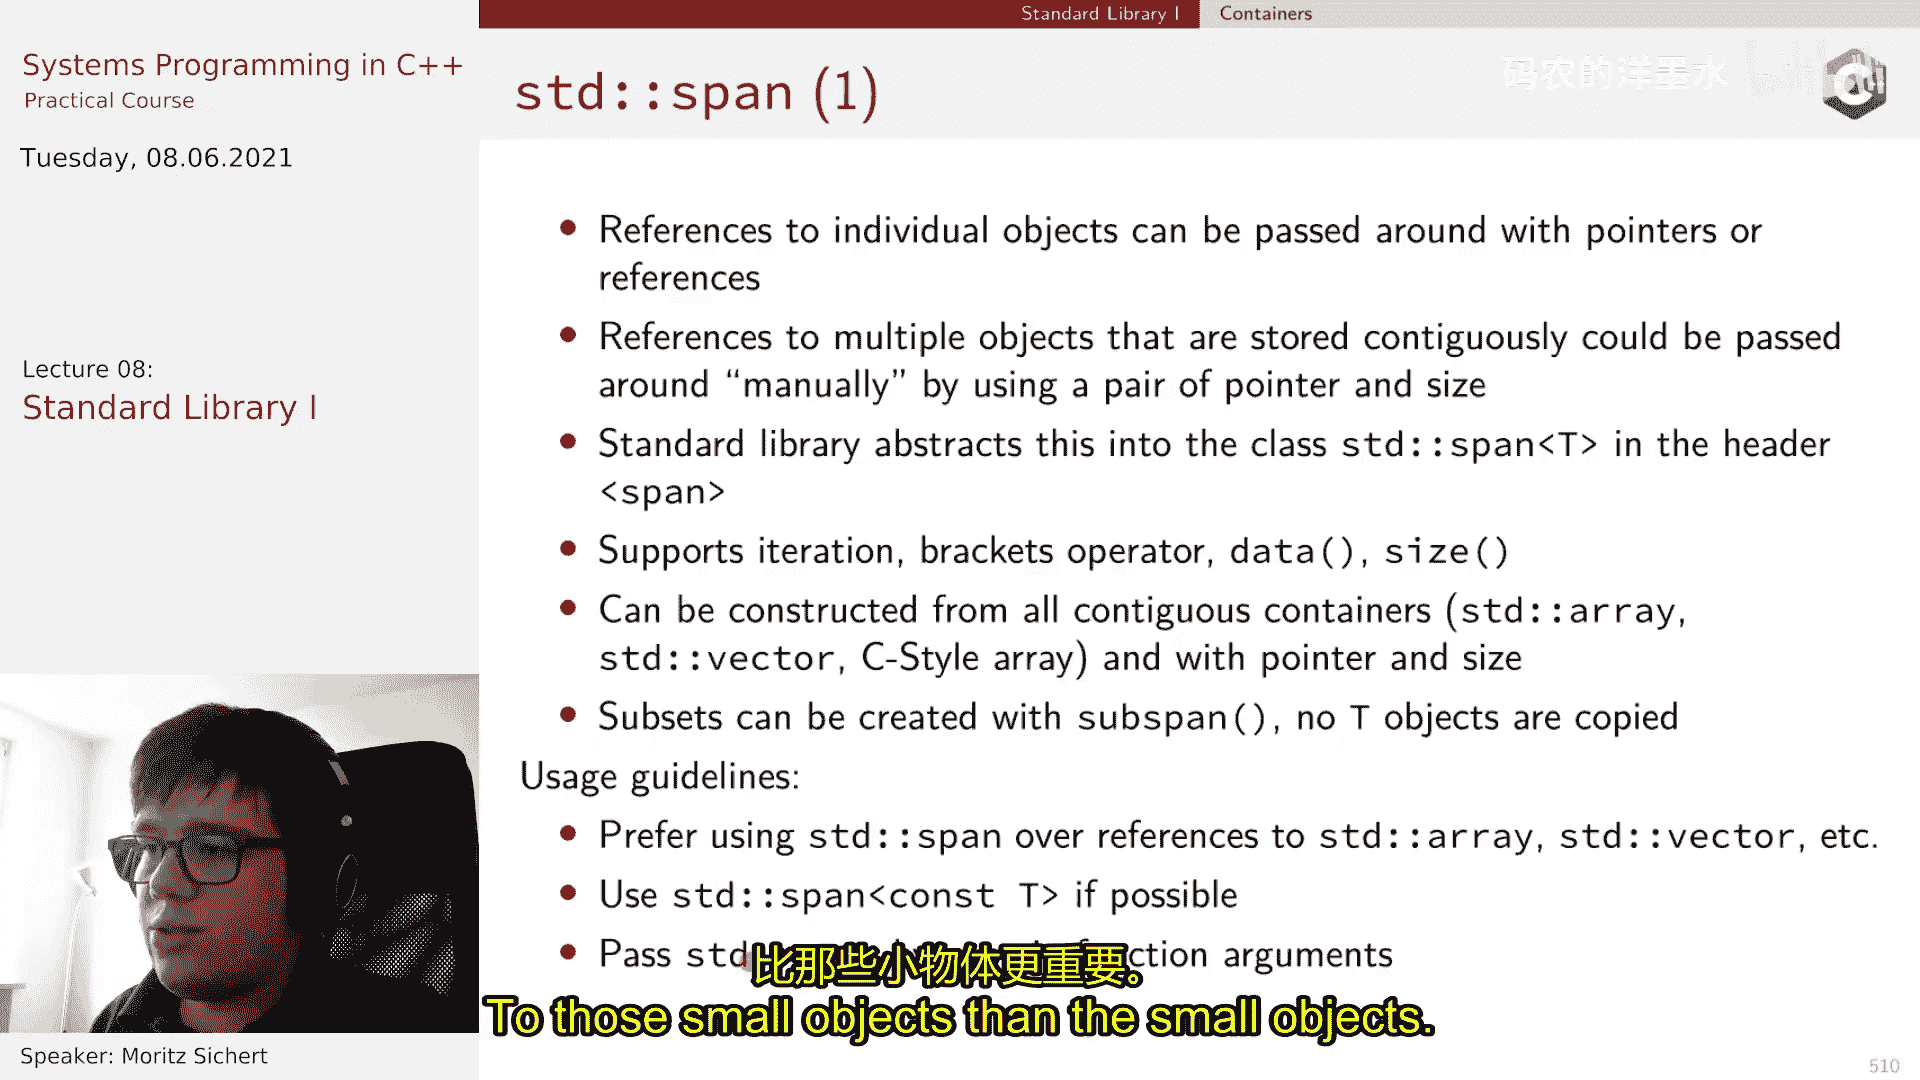 Standard Library I
Containers
Systems Programming in C++
Practical Course
Tuesday, 08.06.2021
Lecture 08:
Standard Library I
std::span (1)
码农的洋墨水
• References to individual objects can be passed around with pointers or
references
• References to multiple objects that are stored contiguously could be passed
around “manually” by using a pair of pointer and size
• Standard library abstracts this into the class std::span<T> in the header
<span>
• Supports iteration, brackets operator, data(), size()
• Can be constructed from all contiguous containers (std::array,
std::vector, C-Style array) and with pointer and size
• Subsets can be created with subspan(), no T objects are copied
Usage guidelines:
• Prefer using std::span over references to std::array, std::vector, etc.
• Use std::span<const T> if possible
• Pass arguments
比那些小物体更重要。
To those small objects than the small objects.
Speaker: Moritz Sichert
510